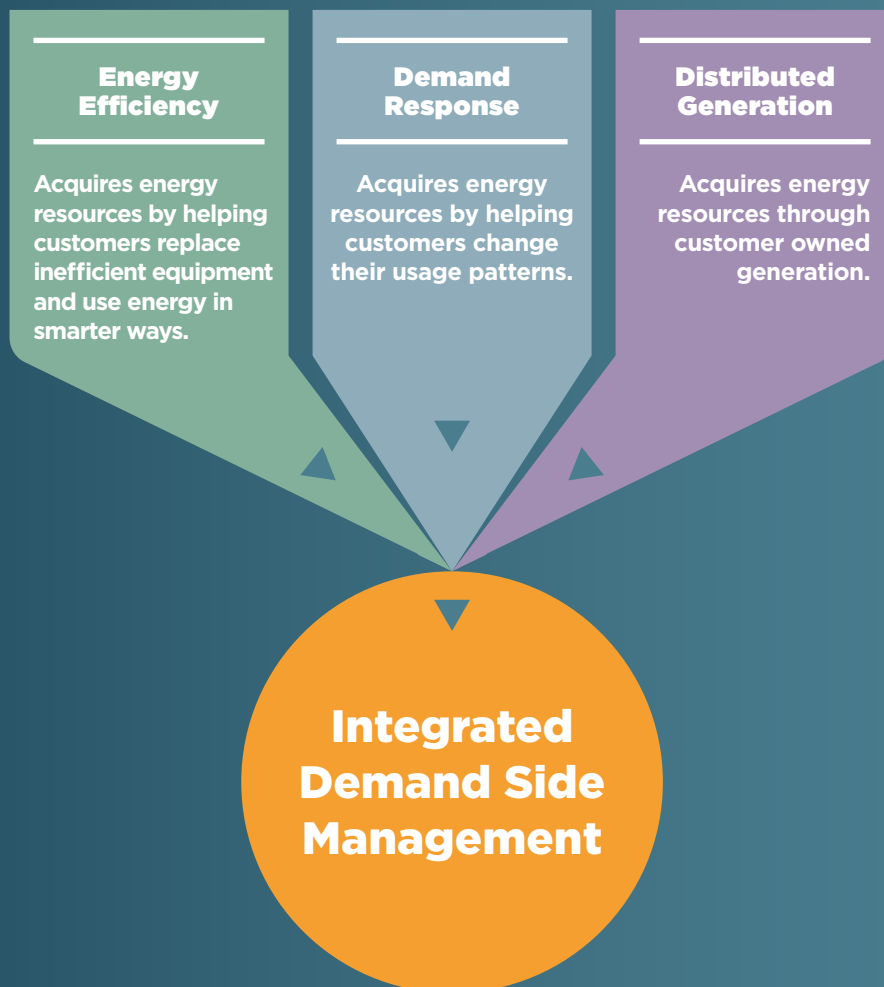 Energy
Efficiency
Acquires energy
resources by helping
customers replace
inefficient equipment
and use energy in
smarter ways.
Demand
Response
Acquires energy
resources by helping
customers change
their usage patterns.
Distributed
Generation
Acquires energy
resources through
customer owned
generation.
Integrated
Demand Side
Management